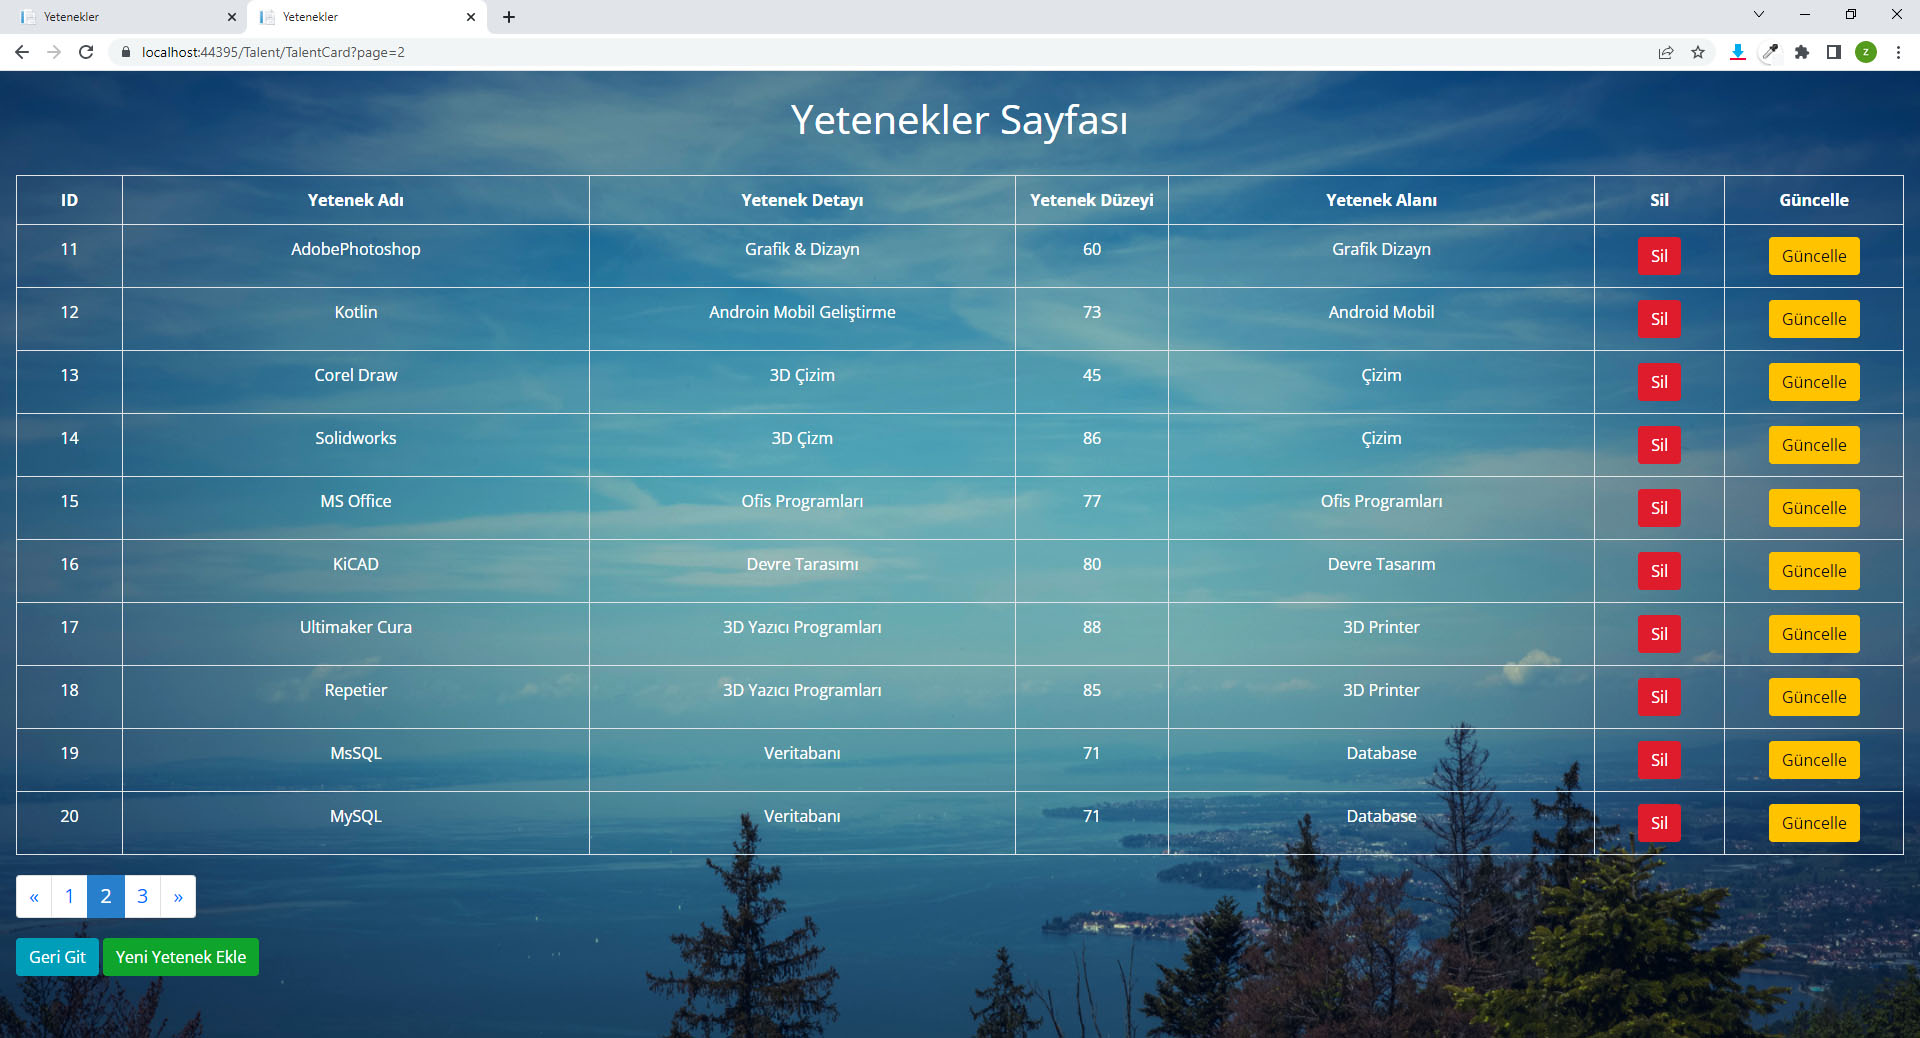 Yetenekler
Yetenekler
localhost:44395/Talent/TalentCard?page=2
z
Yetenekler Sayfası
ID Yetenek Adı Yetenek Detayı Yetenek Düzeyi Yetenek Alanı Sil Güncelle
11 AdobePhotoshop Grafik & Dizayn 60 Grafik Dizayn Sil Güncelle
12 Kotlin Androin Mobil Geliştirme 73 Android Mobil Sil Güncelle
13 Corel Draw 3D Çizim 45 Çizim Sil Güncelle
14 Solidworks 3D Çizm 86 Çizim Sil Güncelle
15 MS Office Ofis Programları 77 Ofis Programları Sil Güncelle
16 KiCAD Devre Tarasımı 80 Devre Tasarım Sil Güncelle
17 Ultimaker Cura 3D Yazıcı Programları 88 3D Printer Sil Güncelle
18 Repetier 3D Yazıcı Programları 85 3D Printer Sil Güncelle
19 MsSQL Veritabanı 71 Database Sil Güncelle
20 MySQL Veritabanı 71 Database Sil Güncelle
« 1 2 3 »
Geri Git Yeni Yetenek Ekle